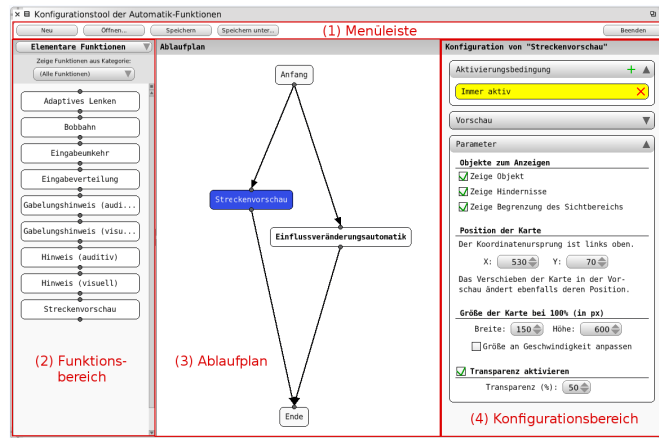 Konfigurationstool der Automatik-Funktionen
Neu
Öffnen...
Speichern
Speichern unter...
(1) Menüleiste
Beenden
Elementare Funktionen
Zeige Funktionen aus Kategorie:
(Alle Funktionen)
Adaptives Lenken
Bobbahn
Eingabeumkehr
Eingabeverteilung
Gabelungshinweis (audi...
Gabelungshinweis (visu...
Hinweis (auditiv)
Hinweis (visuell)
Streckenvorschau
(2) Funktions-
bereich
Ablaufplan
Anfang
Streckenvorschau
Einflussveränderungsautomatik
(3) Ablaufplan
Ende
Konfiguration von "Streckenvorschau"
Aktivierungsbedingung
Immer aktiv
Vorschau
Parameter
Objekte zum Anzeigen
Zeige Objekt
Zeige Hindernisse
Zeige Begrenzung des Sichtbereichs
Position der Karte
Der Koordinatenursprung ist links oben.
X: 530 Y: 70
Das Verschieben der Karte in der Vor-
schau ändert ebenfalls deren Position.
Größe der Karte bei 100% (in px)
Breite: 150 Höhe: 600
Größe an Geschwindigkeit anpassen
Transparenz aktivieren
Transparenz (%): 50
(4) Konfigurationsbereich